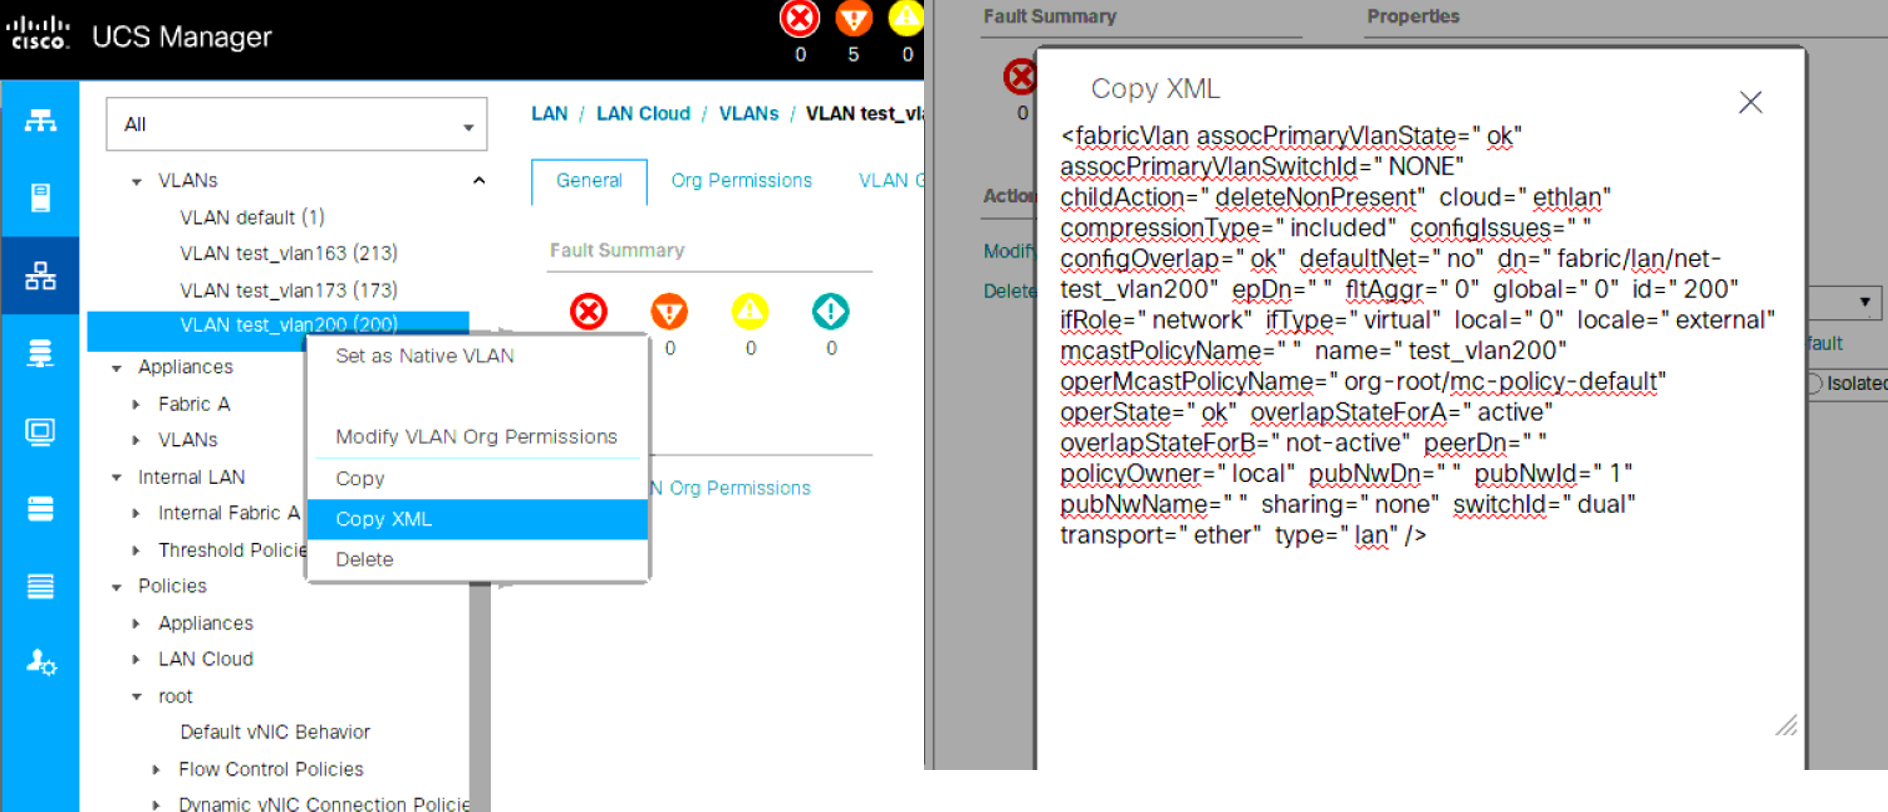 cisco.
UCS Manager
0
5
0
All
VLANs
VLAN default (1)
VLAN test_vlan163 (213)
VLAN test_vlan173 (173)
VLAN test_vlan200 (200)
Appliances
Fabric A
VLANs
Internal LAN
Internal Fabric A
Threshold Policie
Policies
Appliances
LAN Cloud
root
Default vNIC Behavior
Flow Control Policies
Dynamic vNIC Connection Policie
LAN / LAN Cloud / VLANs / VLAN test_vla
General
Org Permissions
VLAN G
Fault Summary
0
0
0
N Org Permissions
Set as Native VLAN
Modify VLAN Org Permissions
Copy
Copy XML
Delete
Fault Summary
Properties
0
Action
Modify
Delete
fault
Isolated
Copy XML
<fabricVlan assocPrimaryVlanState="ok"
assocPrimaryVlanSwitchId="NONE"
childAction="deleteNonPresent" cloud="ethlan"
compressionType="included" configIssues=""
configOverlap="ok" defaultNet="no" dn="fabric/lan/net-
test_vlan200" epDn="" fltAggr="0" global="0" id="200"
ifRole="network" ifType="virtual" local="0" locale="external"
mcastPolicyName="" name="test_vlan200"
operMcastPolicyName="org-root/mc-policy-default"
operState="ok" overlapStateForA="active"
overlapStateForB="not-active" peerDn=""
policyOwner="local" pubNwDn="" pubNwId="1"
pubNwName="" sharing="none" switchId="dual"
transport="ether" type="lan"/>